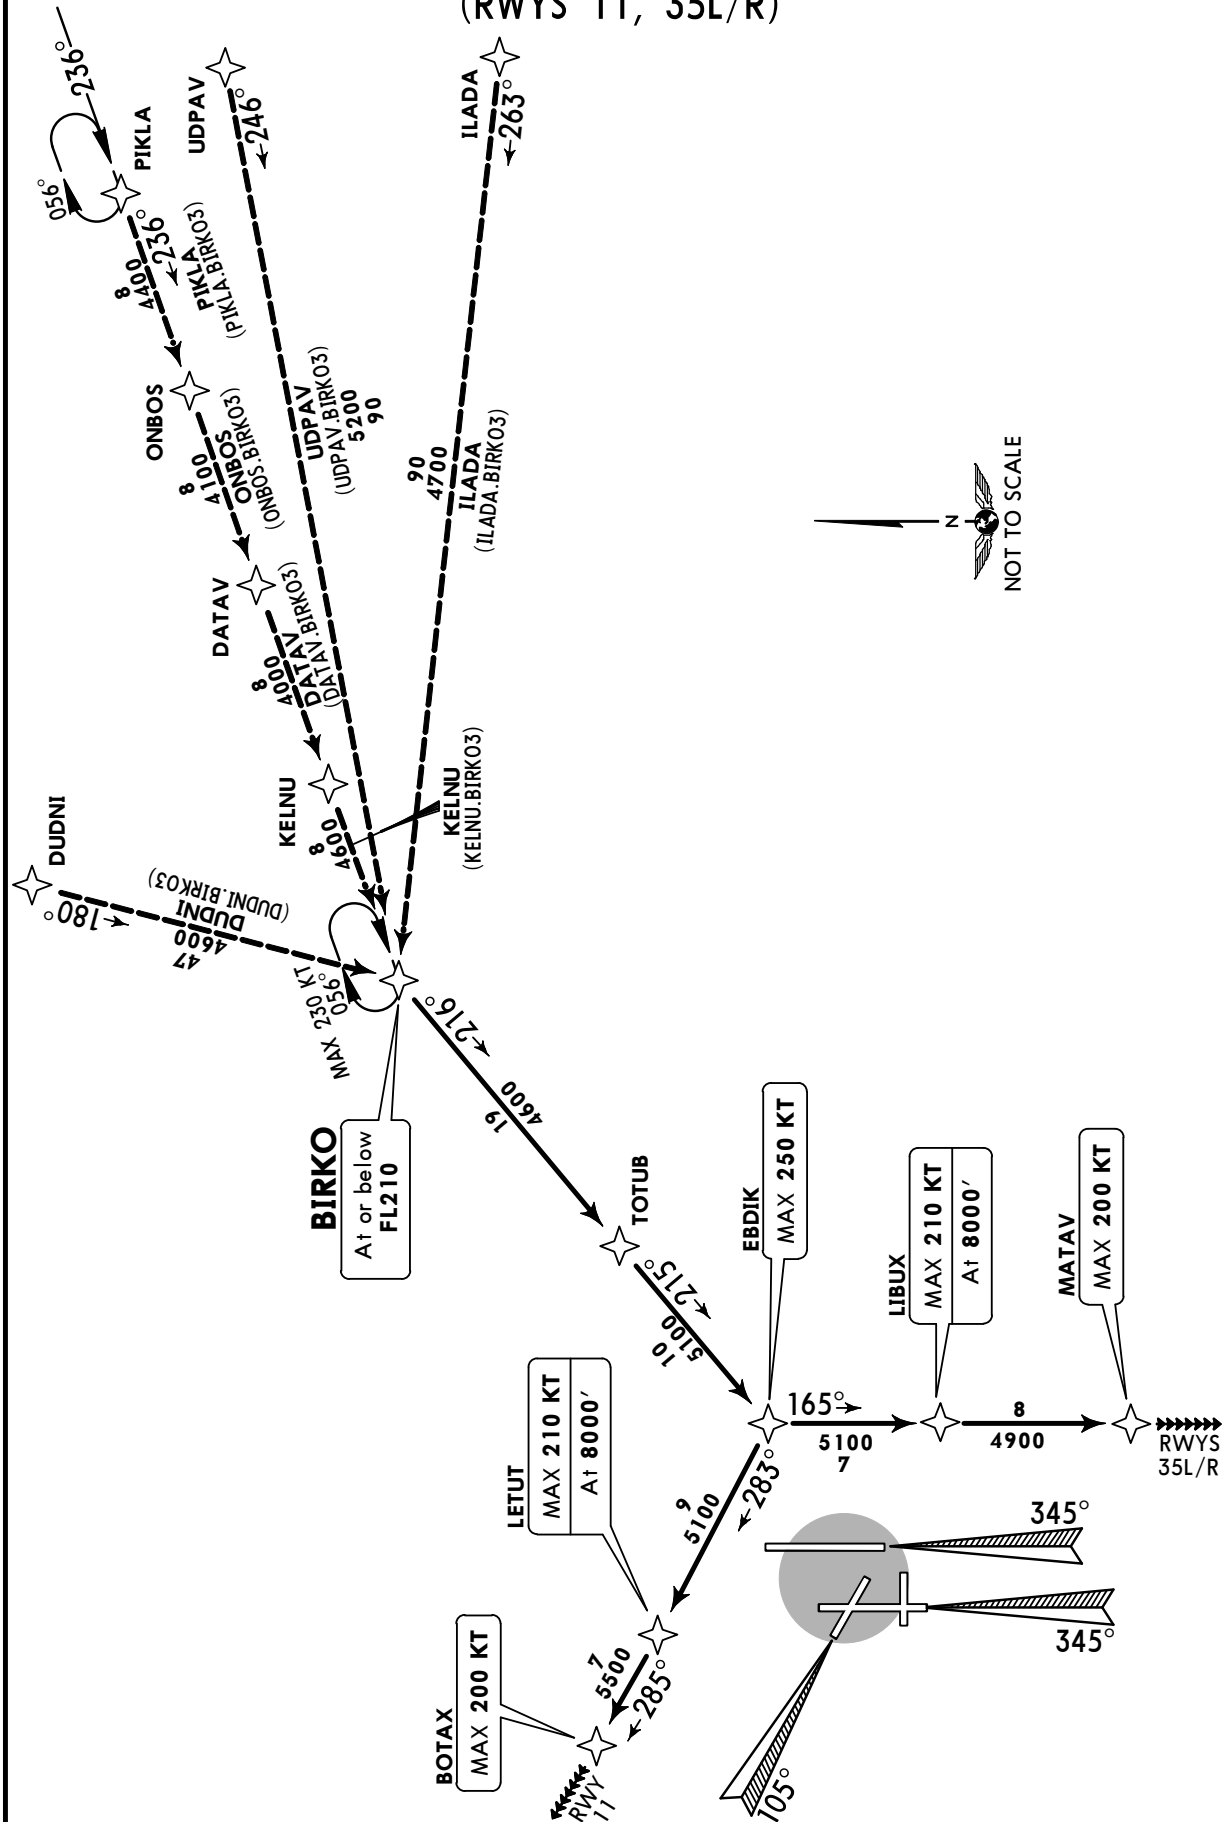 (RWYS 11, 35L/R)
236°
056°
PIKLA
236°
8
4400
PIKLA
(PIKLA.BIRKO3)
UDPAV
246°
ILADA
263°
ONBOS
8
4100
ONBOS
(ONBOS.BIRKO3)
UDPAV
(UDPAV.BIRKO3)
5200
90
90
4700
ILADA
(ILADA.BIRKO3)
DATAV
8
4000
DATAV
(DATAV.BIRKO3)
N
NOT TO SCALE
KELNU
8
4600
KELNU
(KELNU.BIRKO3)
DUDNI
180°
(DUDNI.BIRKO3)
DUDNI
4600
47
MAX 230 KT
056°
BIRKO
At or below
FL210
216°
4600
19
TOTUB
215°
5100
10
EBDIK
MAX 250 KT
165°
5100
7
LIBUX
MAX 210 KT
At 8000'
8
4900
MATAV
MAX 200 KT
RWYS
35L/R
283°
9
5100
LETUT
MAX 210 KT
At 8000'
285°
7
5500
BOTAX
MAX 200 KT
RWY
11
345°
345°
105°